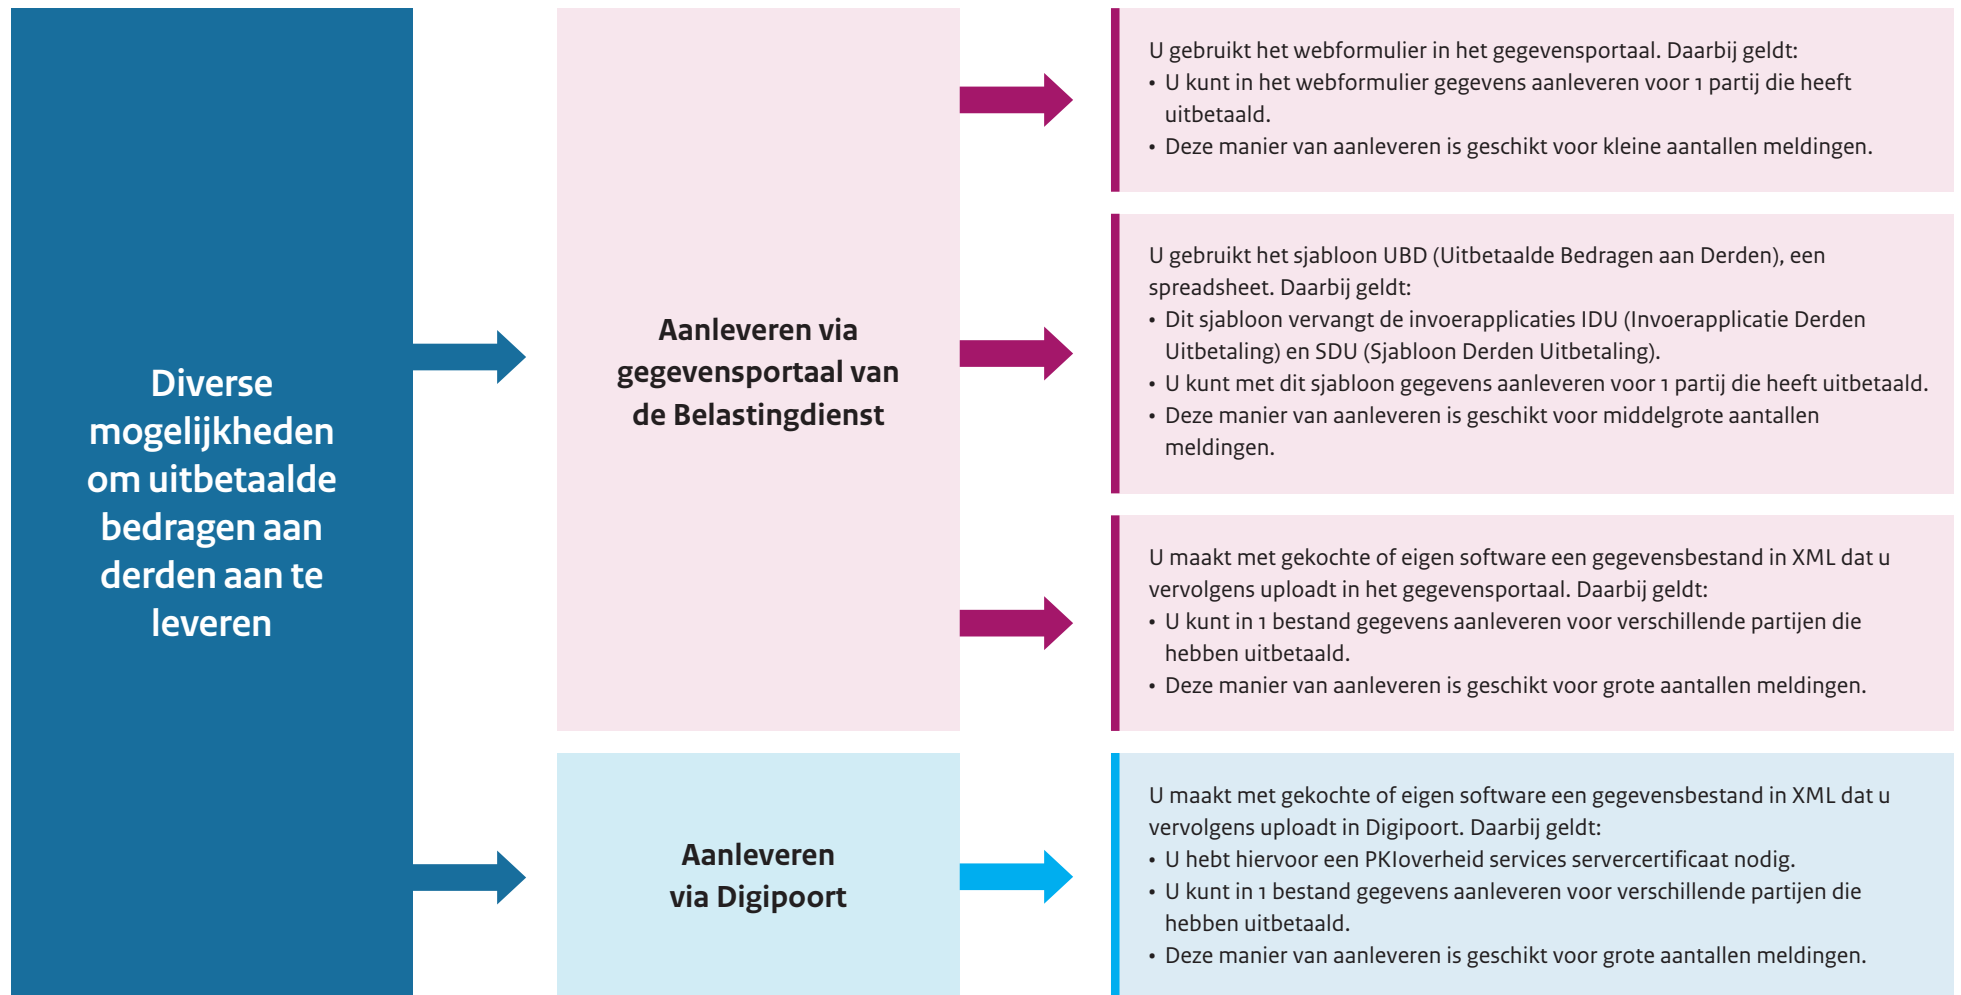 Diverse
mogelijkheden
om uitbetaalde
bedragen aan
derden aan te
leveren
Aanleveren via
gegevensportaal van
de Belastingdienst
U gebruikt het webformulier in het gegevensportaal. Daarbij geldt:
• U kunt in het webformulier gegevens aanleveren voor 1 partij die heeft
uitbetaald.
• Deze manier van aanleveren is geschikt voor kleine aantallen meldingen.
U gebruikt het sjabloon UBD (Uitbetaalde Bedragen aan Derden), een
spreadsheet. Daarbij geldt:
• Dit sjabloon vervangt de invoerapplicaties IDU (Invoerapplicatie Derden
Uitbetaling) en SDU (Sjabloon Derden Uitbetaling).
• U kunt met dit sjabloon gegevens aanleveren voor 1 partij die heeft uitbetaald.
• Deze manier van aanleveren is geschikt voor middelgrote aantallen
meldingen.
U maakt met gekochte of eigen software een gegevensbestand in XML dat u
vervolgens uploadt in het gegevensportaal. Daarbij geldt:
• U kunt in 1 bestand gegevens aanleveren voor verschillende partijen die
hebben uitbetaald.
• Deze manier van aanleveren is geschikt voor grote aantallen meldingen.
Aanleveren
via Digipoort
U maakt met gekochte of eigen software een gegevensbestand in XML dat u
vervolgens uploadt in Digipoort. Daarbij geldt:
• U hebt hiervoor een PKIoverheid services servercertificaat nodig.
• U kunt in 1 bestand gegevens aanleveren voor verschillende partijen die
hebben uitbetaald.
• Deze manier van aanleveren is geschikt voor grote aantallen meldingen.